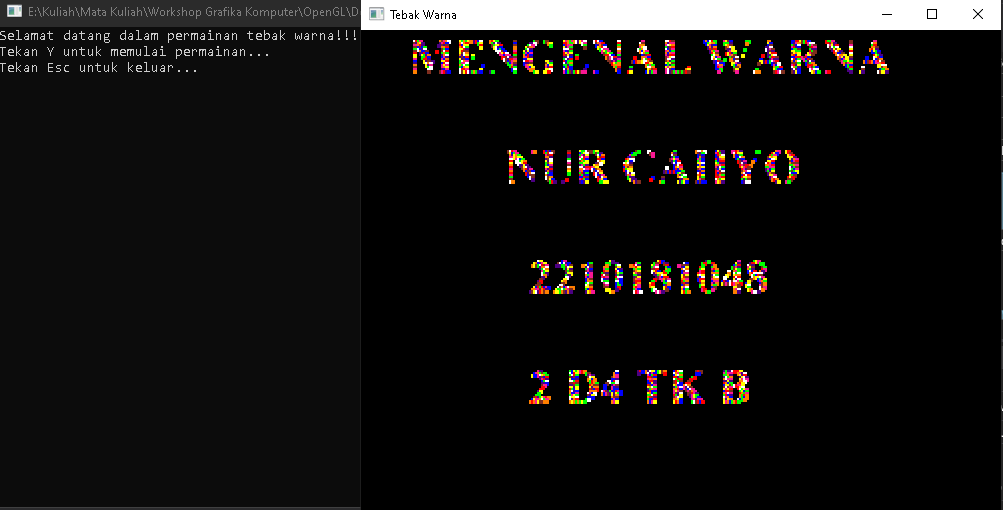 E:\Kuliah\Mata Kuliah\Workshop Grafika Komputer\OpenGL\D
Selamat datang dalam permainan tebak warna!!!
Tekan Y untuk memulai permainan...
Tekan Esc untuk keluar...
Tebak Warna
MENGENAL WARNA
NUR CAHYO
2210181048
2 D4 TK B